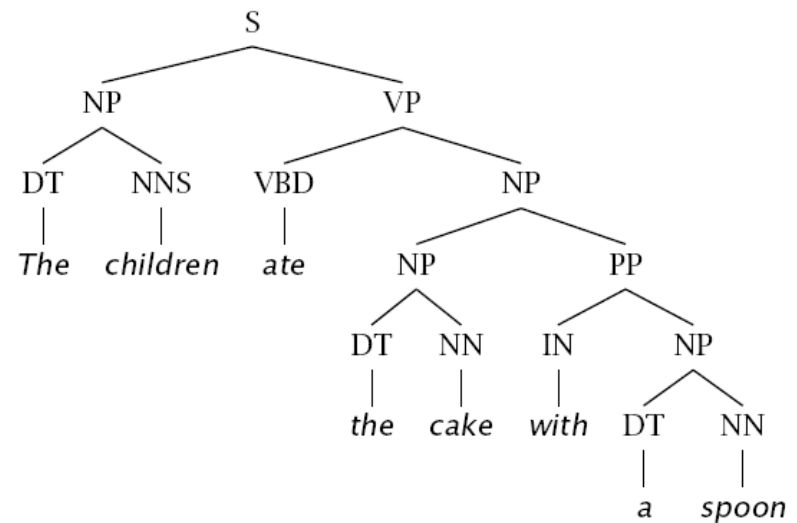 S
NP VP
DT NNS VBD NP
The children ate NP PP
DT NN IN NP
the cake with DT NN
a spoon